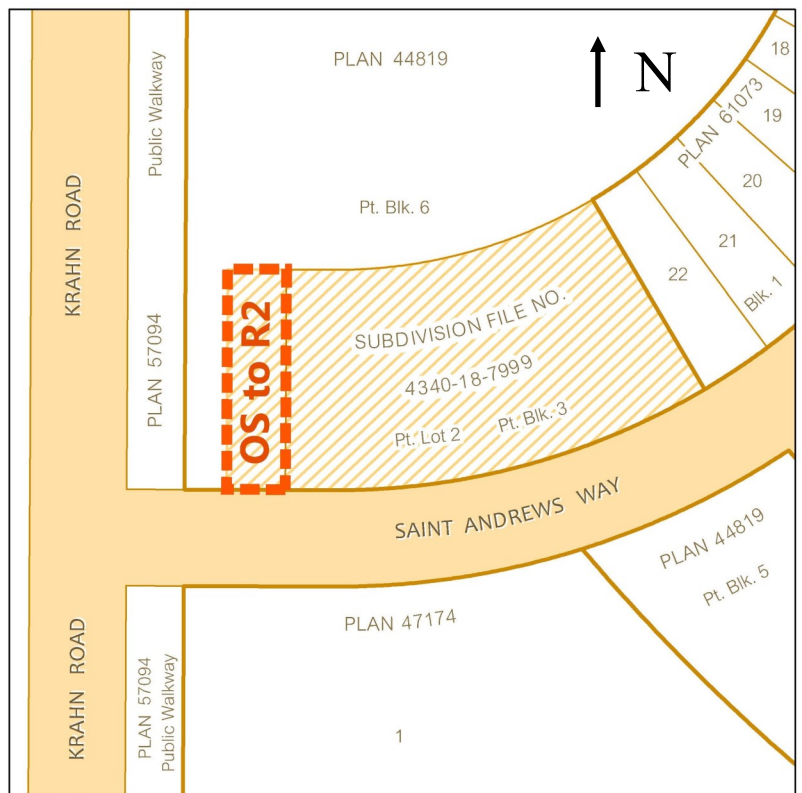 PLAN 44819
N
18
19
PLAN 61073
20
21
22
Blk. 1
Public Walkway
KRAHN ROAD
PLAN 57094
Pt. Blk. 6
OS to R2
SUBDIVISION FILE NO.
4340-18-7999
Pt. Lot 2
Pt. Blk. 3
SAINT ANDREWS WAY
PLAN 44819
Pt. Blk. 5
PLAN 47174
KRAHN ROAD
PLAN 57094
Public Walkway
1